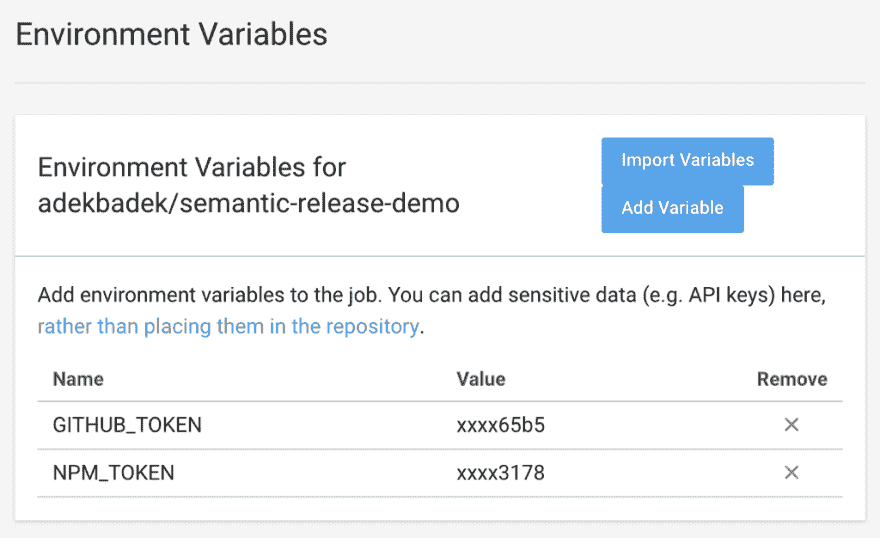 Environment Variables
Environment Variables for
adekbadek/semantic-release-demo
Import Variables
Add Variable
Add environment variables to the job. You can add sensitive data (e.g. API keys) here,
rather than placing them in the repository.
Name Value Remove
GITHUB_TOKEN xxxx65b5 ×
NPM_TOKEN xxxx3178 ×